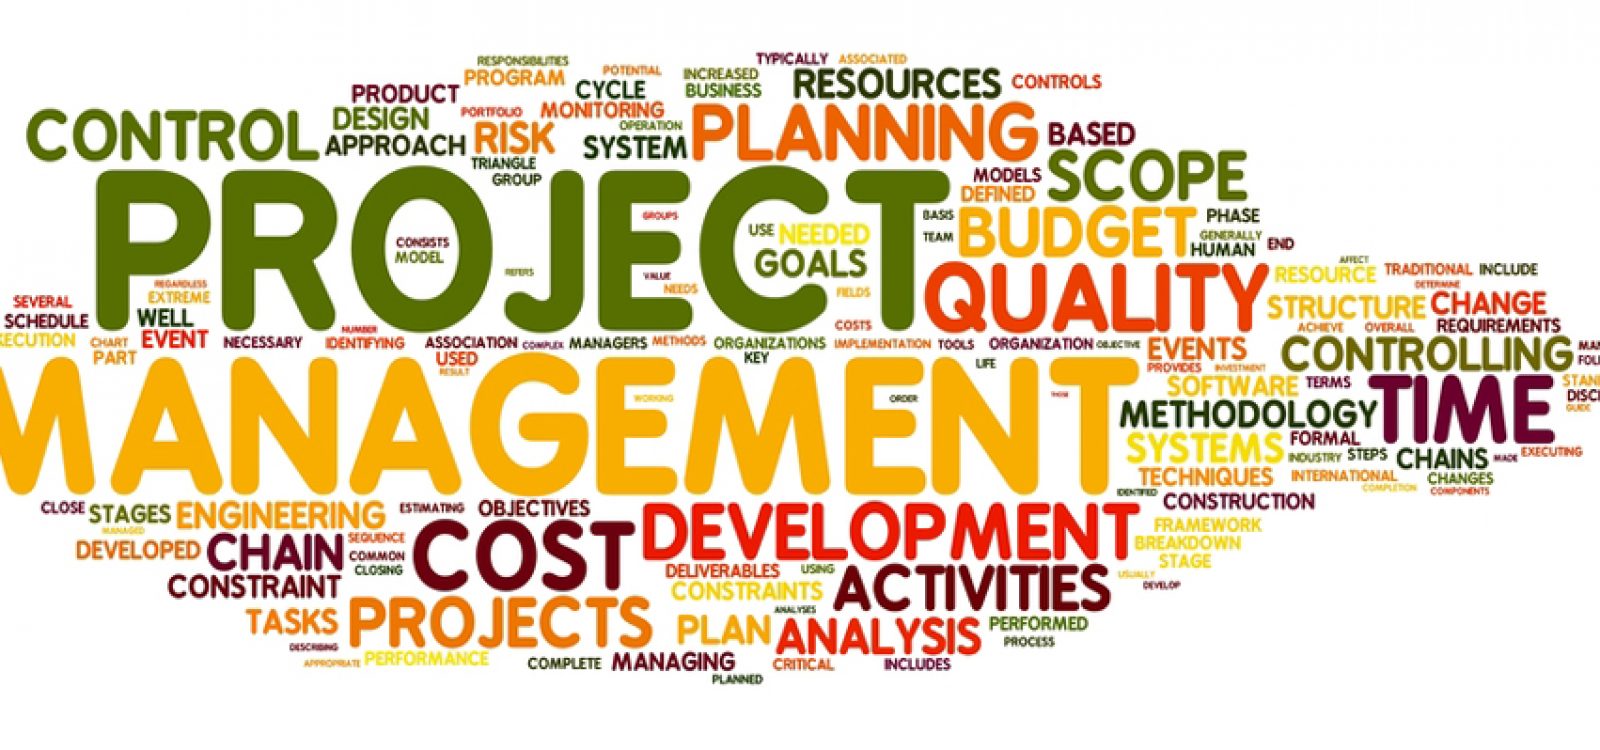 RESPONSIBILITIES
TYPICALLY
ASSOCIATED
PROGRAM
POTENTIAL
INCREASED
PRODUCT
CYCLE
BUSINESS
RESOURCES
CONTROLS
CONTROL
DESIGN
PORTFOLIO
MONITORING
APPROACH
RISK
OPERATION
SYSTEM
PLANNING
BASED
TRIANGLE
GROUP
MODELS
SCOPE
DEFINED
PROJECT
GROUPS
BASIS
BUDGET
PHASE
CONSISTS
MODEL
USE
NEEDED
TEAM
GENERALLY
HUMAN
END
GOALS
REFERS
VALUE
NEEDS
FIELDS
QUALITY
AFFECT
RESOURCE
TRADITIONAL
INCLUDE
REGARDLESS
EXTREME
DETERMINE
SEVERAL
STRUCTURE
CHANGE
SCHEDULE
WELL
COSTS
ACHIEVE
OVERALL
REQUIREMENTS
XECUTION
CHART
EVENT
NECESSARY
NUMBER
IDENTIFYING
ASSOCIATION
COMPLEX
MANAGERS
METHODS
ORGANIZATIONS
IMPLEMENTATION
TOOLS
ORGANIZATION
OBJECTIVE
EVENTS
CONTROLLING
MAN
PART
USED
KEY
LIFE
PROVIDES
INVESTMENT
FOLL
RESULT
MANAGEMENT
WORKING
ORDER
THOSE
SOFTWARE
TERMS
TIME
STAN
DISCI
GUIDE
METHODOLOGY
SYSTEMS
FORMAL
INDUSTRY
STEPS
CHAINS
MADE
EXECUTING
TECHNIQUES
INTERNATIONAL
CHANGES
COMPLETION
COMPONENTS
IDENTIFIED
CONSTRUCTION
CLOSE
STAGES
ENGINEERING
ESTIMATING
OBJECTIVES
DEVELOPMENT
FRAMEWORK
MANAGED
BREAKDOWN
DEVELOPED
CHAIN
SEQUENCE
COST
COMMON
CLOSING
STAGE
DELIVERABLES
USING
USUALLY
DEVELOP
CONSTRAINT
CONSTRAINTS
ACTIVITIES
ANALYSES
TASKS
PROJECTS
PLAN
ANALYSIS
PERFORMED
PROCESS
DESCRIBING
APPROPRIATE
PERFORMANCE
COMPLETE
MANAGING
CRITICAL
INCLUDES
PLANNED